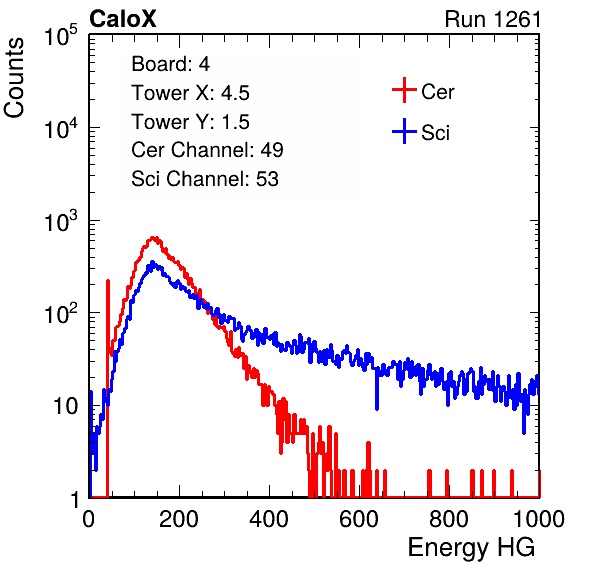 CaloX Run 1261
Counts
10^5
10^4
10^3
10^2
10
1
Board: 4
Tower X: 4.5
Tower Y: 1.5
Cer Channel: 49
Sci Channel: 53
Cer
Sci
0 200 400 600 800 1000
Energy HG